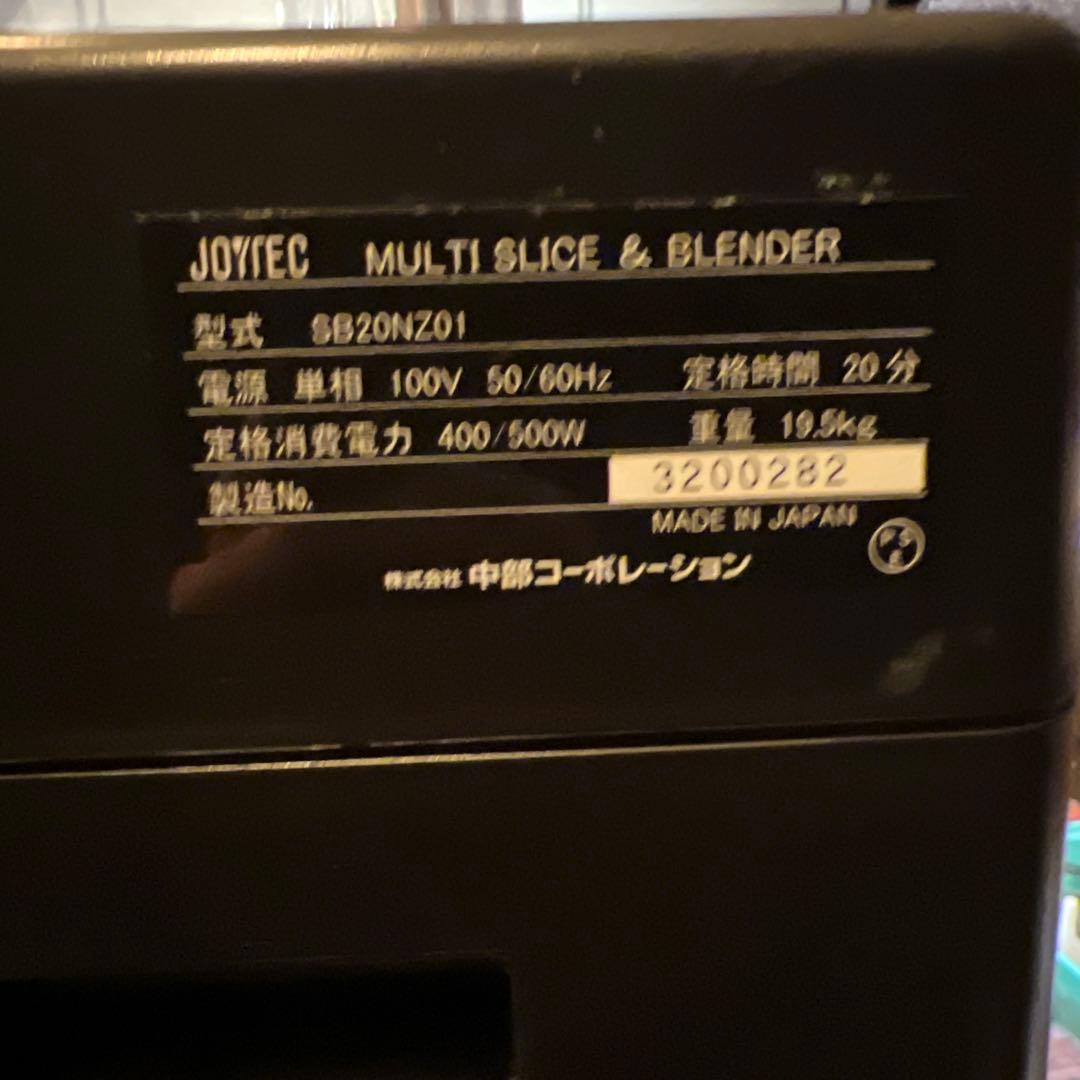 JOYTEC MULTI SLICE & BLENDER
型式 SB20NZ01
電源 単相 100V 50/60Hz 定格時間 20分
定格消費電力 400/500W 重量 19.5kg
製造No. 3200282
MADE IN JAPAN
PSE
株式会社 中部コーポレーション